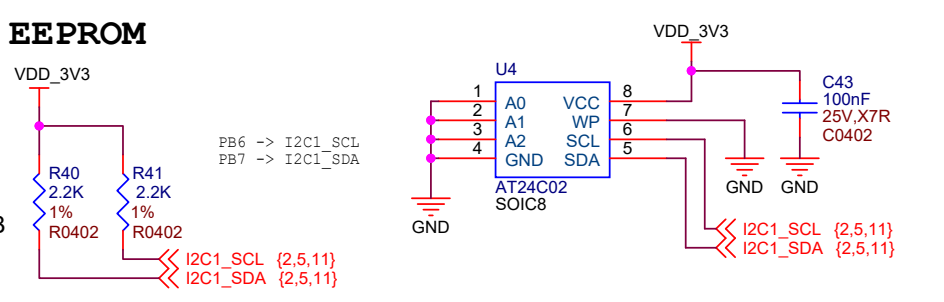 EEPROM
VDD_3V3
R40
2.2K
1%
R0402
R41
2.2K
1%
R0402
PB6 -> I2C1_SCL
PB7 -> I2C1_SDA
I2C1_SCL {2,5,11}
I2C1_SDA {2,5,11}
VDD_3V3
U4
1 A0 VCC 8
2 A1 WP 7
3 A2 SCL 6
4 GND SDA 5
AT24C02
SOIC8
GND
C43
100nF
25V,X7R
C0402
GND
GND
I2C1_SCL {2,5,11}
I2C1_SDA {2,5,11}